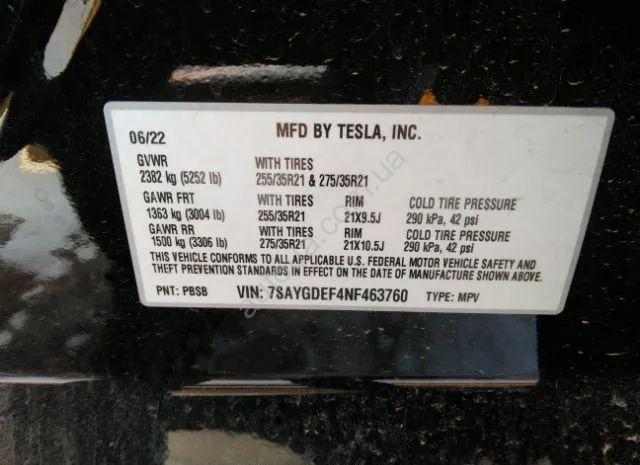 06/22 MFD BY TESLA, INC.
GVWR WITH TIRES
2382 kg (5252 lb) 255/35R21 & 275/35R21
GAWR FRT WITH TIRES RIM COLD TIRE PRESSURE
1363 kg (3004 lb) 255/35R21 21X9.5J 290 kPa, 42 psi
GAWR RR WITH TIRES RIM COLD TIRE PRESSURE
1500 kg (3306 lb) 275/35R21 21X10.5J 290 kPa, 42 psi
THIS VEHICLE CONFORMS TO ALL APPLICABLE U.S. FEDERAL MOTOR VEHICLE SAFETY AND
THEFT PREVENTION STANDARDS IN EFFECT ON THE DATE OF MANUFACTURE SHOWN ABOVE.
PNT: PBSB VIN: 7SAYGDEF4NF463760 TYPE: MPV